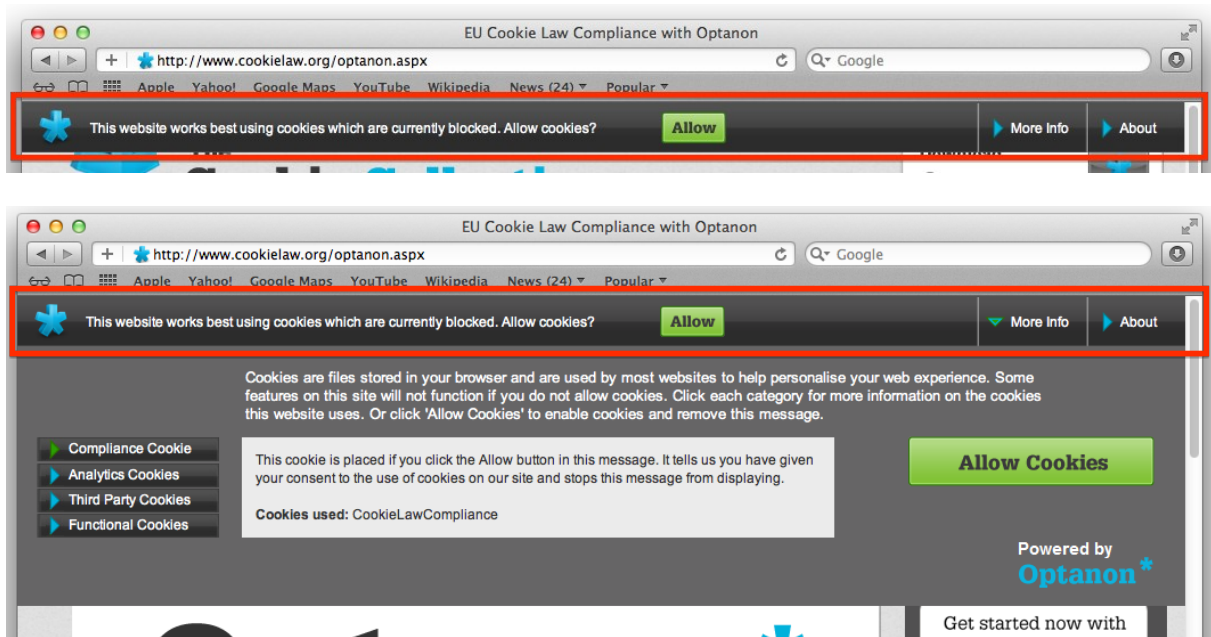 EU Cookie Law Compliance with Optanon
http://www.cookielaw.org/optanon.aspx
Google
Apple Yahoo! Google Maps YouTube Wikipedia News (24) Popular
This website works best using cookies which are currently blocked. Allow cookies?
Allow
More Info
About
EU Cookie Law Compliance with Optanon
http://www.cookielaw.org/optanon.aspx
Google
Apple Yahoo! Google Maps YouTube Wikipedia News (24) Popular
This website works best using cookies which are currently blocked. Allow cookies?
Allow
More Info
About
Cookies are files stored in your browser and are used by most websites to help personalise your web experience. Some
features on this site will not function if you do not allow cookies. Click each category for more information on the cookies
this website uses. Or click 'Allow Cookies' to enable cookies and remove this message.
Compliance Cookie
Analytics Cookies
Third Party Cookies
Functional Cookies
This cookie is placed if you click the Allow button in this message. It tells us you have given
your consent to the use of cookies on our site and stops this message from displaying.
Cookies used: CookieLawCompliance
Allow Cookies
Powered by
Optanon*
Get started now with